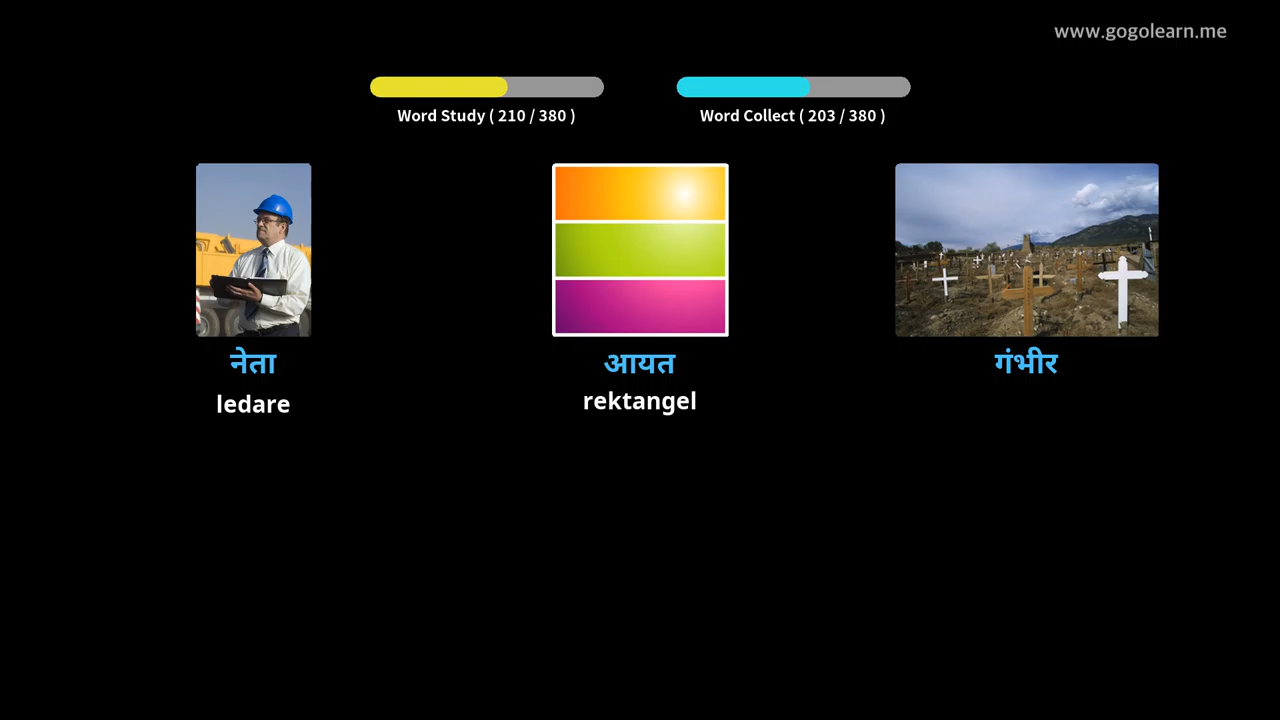 www.gogolearn.me
Word Study ( 210 / 380 )
Word Collect ( 203 / 380 )
नेता
आयत
गंभीर
ledare
rektangel